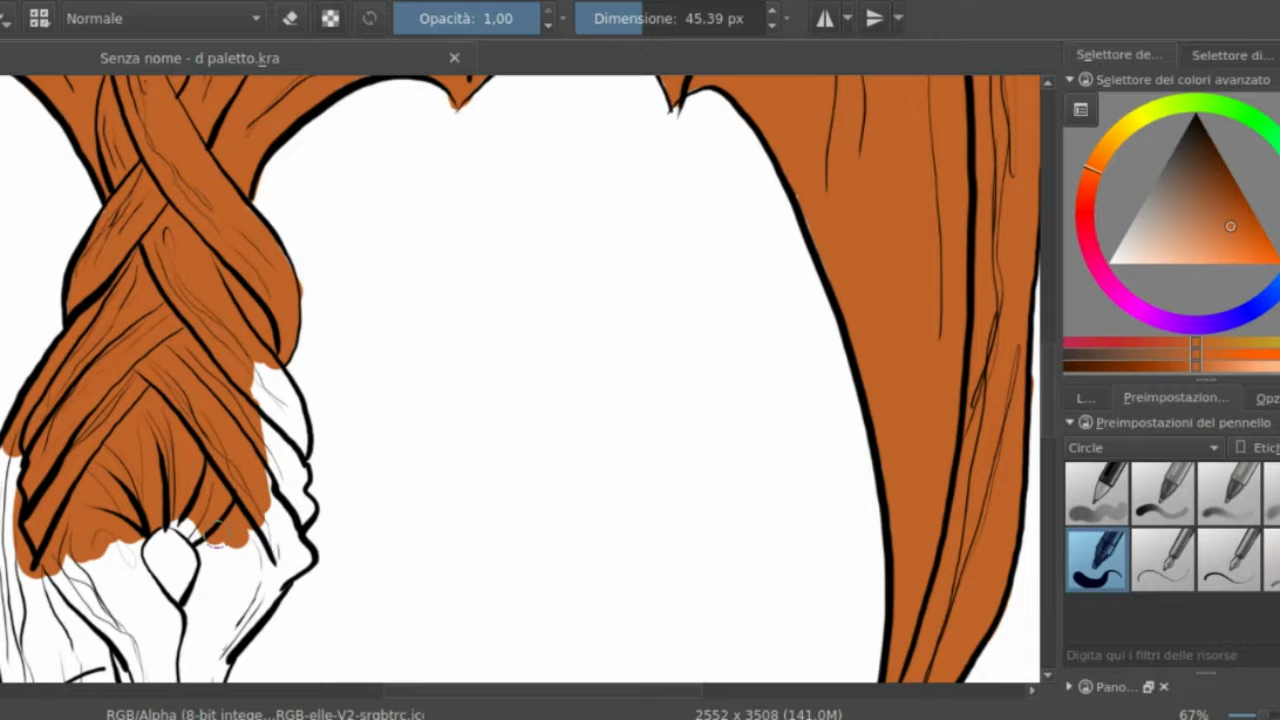 Normale
Opacità: 1,00
Dimensione: 45.39 px
Senza nome - d paletto.kra
Selettore de...
Selettore di...
Selettore dei colori avanzato
L...
Preimpostazion...
Opz
Preimpostazioni del pennello
Circle
Etic
Digita qui i filtri delle risorse
Pano...
RGB/Alpha (8-bit intege...RGB-elle-V2-srgbtrc.ic
2552 x 3508 (141,0M)
67%